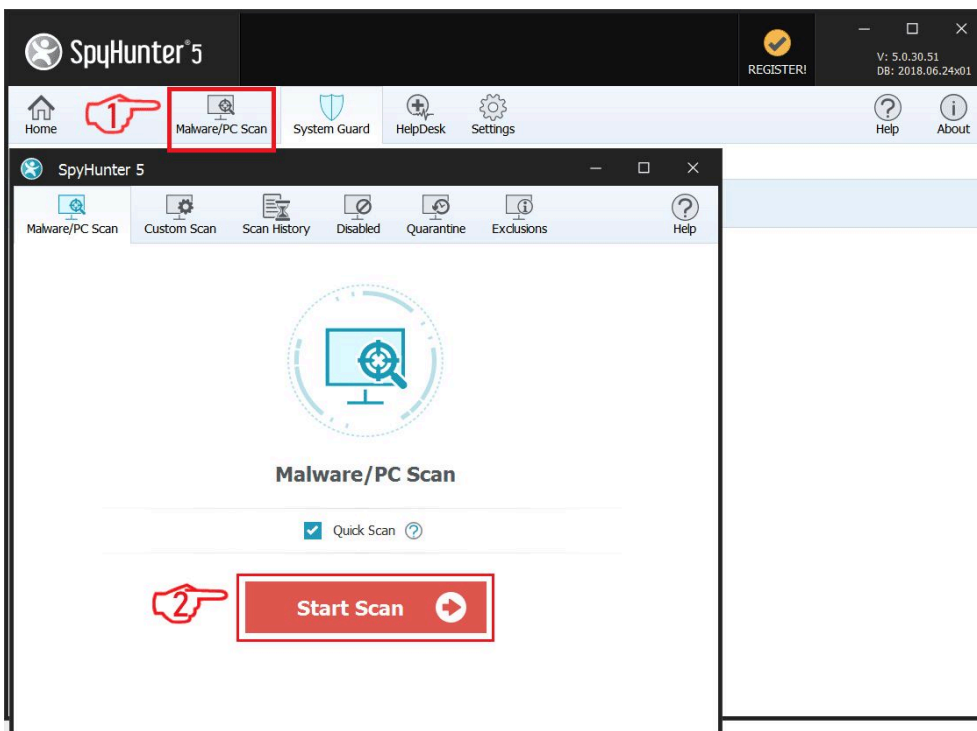 SpyHunter®5
REGISTER!
V: 5.0.30.51
DB: 2018.06.24x01
1
Home
Malware/PC Scan
System Guard
HelpDesk
Settings
Help
About
SpyHunter 5
Malware/PC Scan
Custom Scan
Scan History
Disabled
Quarantine
Exclusions
Help
Malware/PC Scan
Quick Scan
2
Start Scan